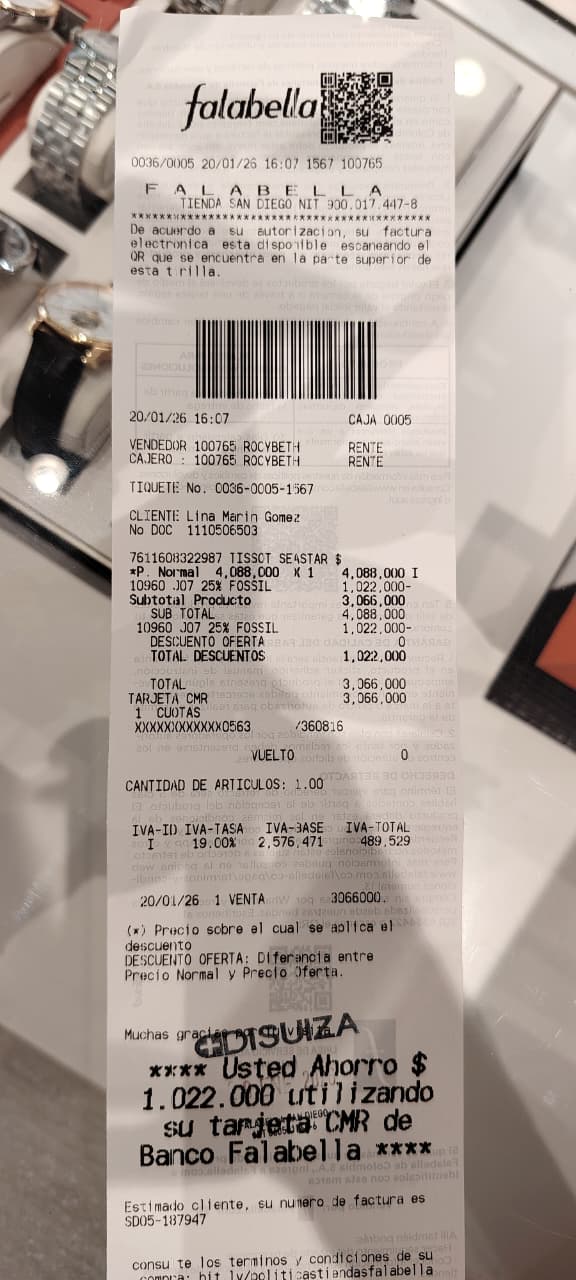 falabella
0036/0005 20/01/26 16:07 1567 100765
F A L A B E L L A
TIENDA SAN DIEGO NIT 900.017.447-8
****************************************
De acuerdo a su autorizacion, su factura
electronica esta disponible escaneando el
QR que se encuentra en la parte superior de
esta tirilla.
20/01/26 16:07 CAJA 0005
VENDEDOR 100765 ROCYBETH RENTE
CAJERO : 100765 ROCYBETH RENTE
TIQUETE No. 0036-0005-1567
CLIENTE Lina Marin Gomez
No DOC 1110506503
7611608322987 TISSOT SEASTAR $
*P. Normal 4,088,000 X 1 4,088,000 I
10960 J07 25% FOSSIL 1,022,000-
Subtotal Producto 3,066,000
SUB TOTAL 4,088,000
10960 J07 25% FOSSIL 1,022,000-
DESCUENTO OFERTA 0
TOTAL DESCUENTOS 1,022,000
TOTAL 3,066,000
TARJETA CMR 3,066,000
1 CUOTAS
XXXXXXXXXXXX0563 /360816
VUELTO 0
CANTIDAD DE ARTICULOS: 1.00
IVA-ID IVA-TASA IVA-BASE IVA-TOTAL
I 19.00% 2,576,471 489,529
20/01/26 1 VENTA 3066000.
(*) Precio sobre el cual se aplica el
descuento
DESCUENTO OFERTA: Diferencia entre
Precio Normal y Precio Oferta.
Muchas gracias por tu visita
DISUIZA
**** Usted Ahorro $
1.022.000 utilizando
su tarjeta CMR de
Banco Falabella ****
Estimado cliente, su numero de factura es
SD05-187947
consulte los terminos y condiciones de su
compra: bit.ly/politicastiendasfalabella